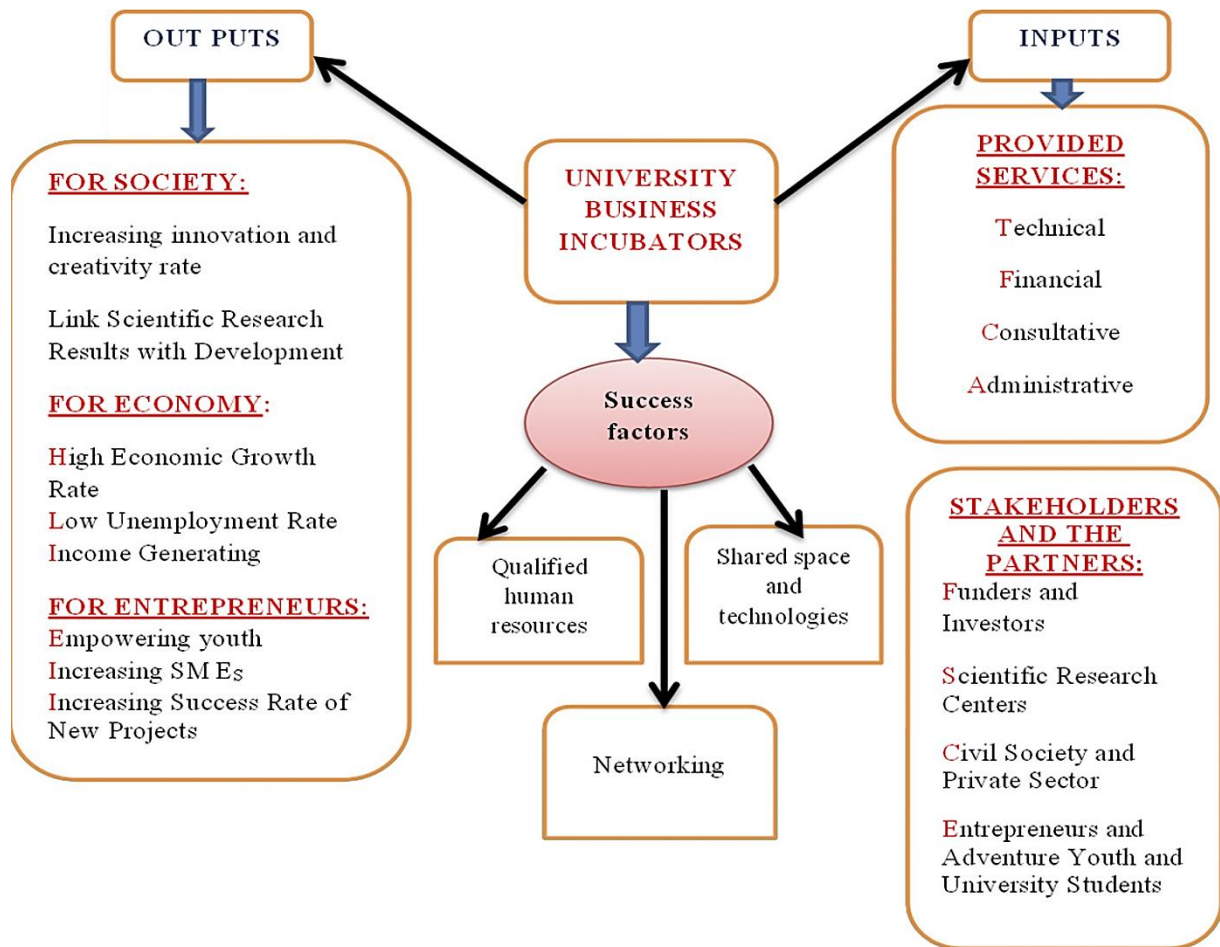 OUT PUTS
INPUTS
UNIVERSITY
BUSINESS
INCUBATORS
FOR SOCIETY:
Increasing innovation and
creativity rate
Link Scientific Research
Results with Development
FOR ECONOMY:
High Economic Growth
Rate
Low Unemployment Rate
Income Generating
FOR ENTREPRENEURS:
Empowering youth
Increasing SM Es
Increasing Success Rate of
New Projects
Success
factors
Qualified
human
resources
Shared space
and
technologies
Networking
PROVIDED
SERVICES:
Technical
Financial
Consultative
Administrative
STAKEHOLDERS
AND THE
PARTNERS:
Funders and
Investors
Scientific Research
Centers
Civil Society and
Private Sector
Entrepreneurs and
Adventure Youth and
University Students